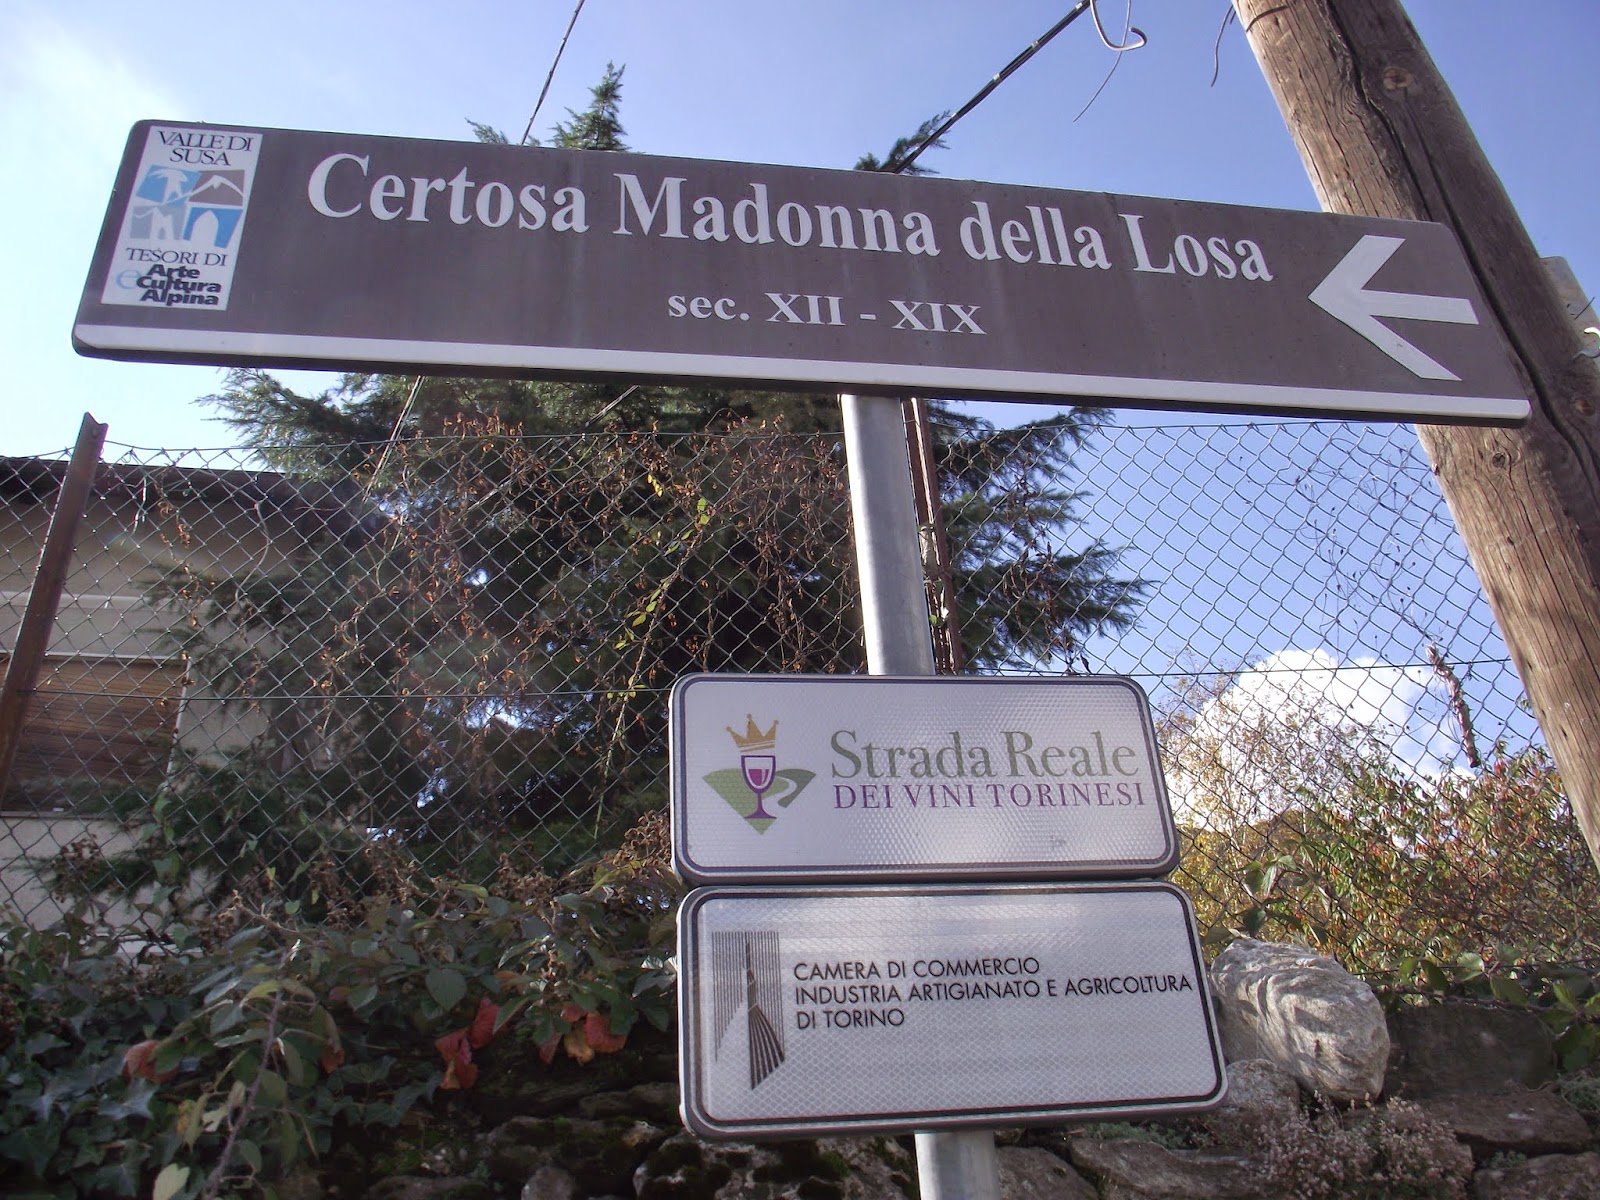 VALLE DI
SUSA
TESORI DI
Arte
e Cultura
Alpina
Certosa Madonna della Losa
sec. XII - XIX
Strada Reale
DEI VINI TORINESI
CAMERA DI COMMERCIO
INDUSTRIA ARTIGIANATO E AGRICOLTURA
DI TORINO